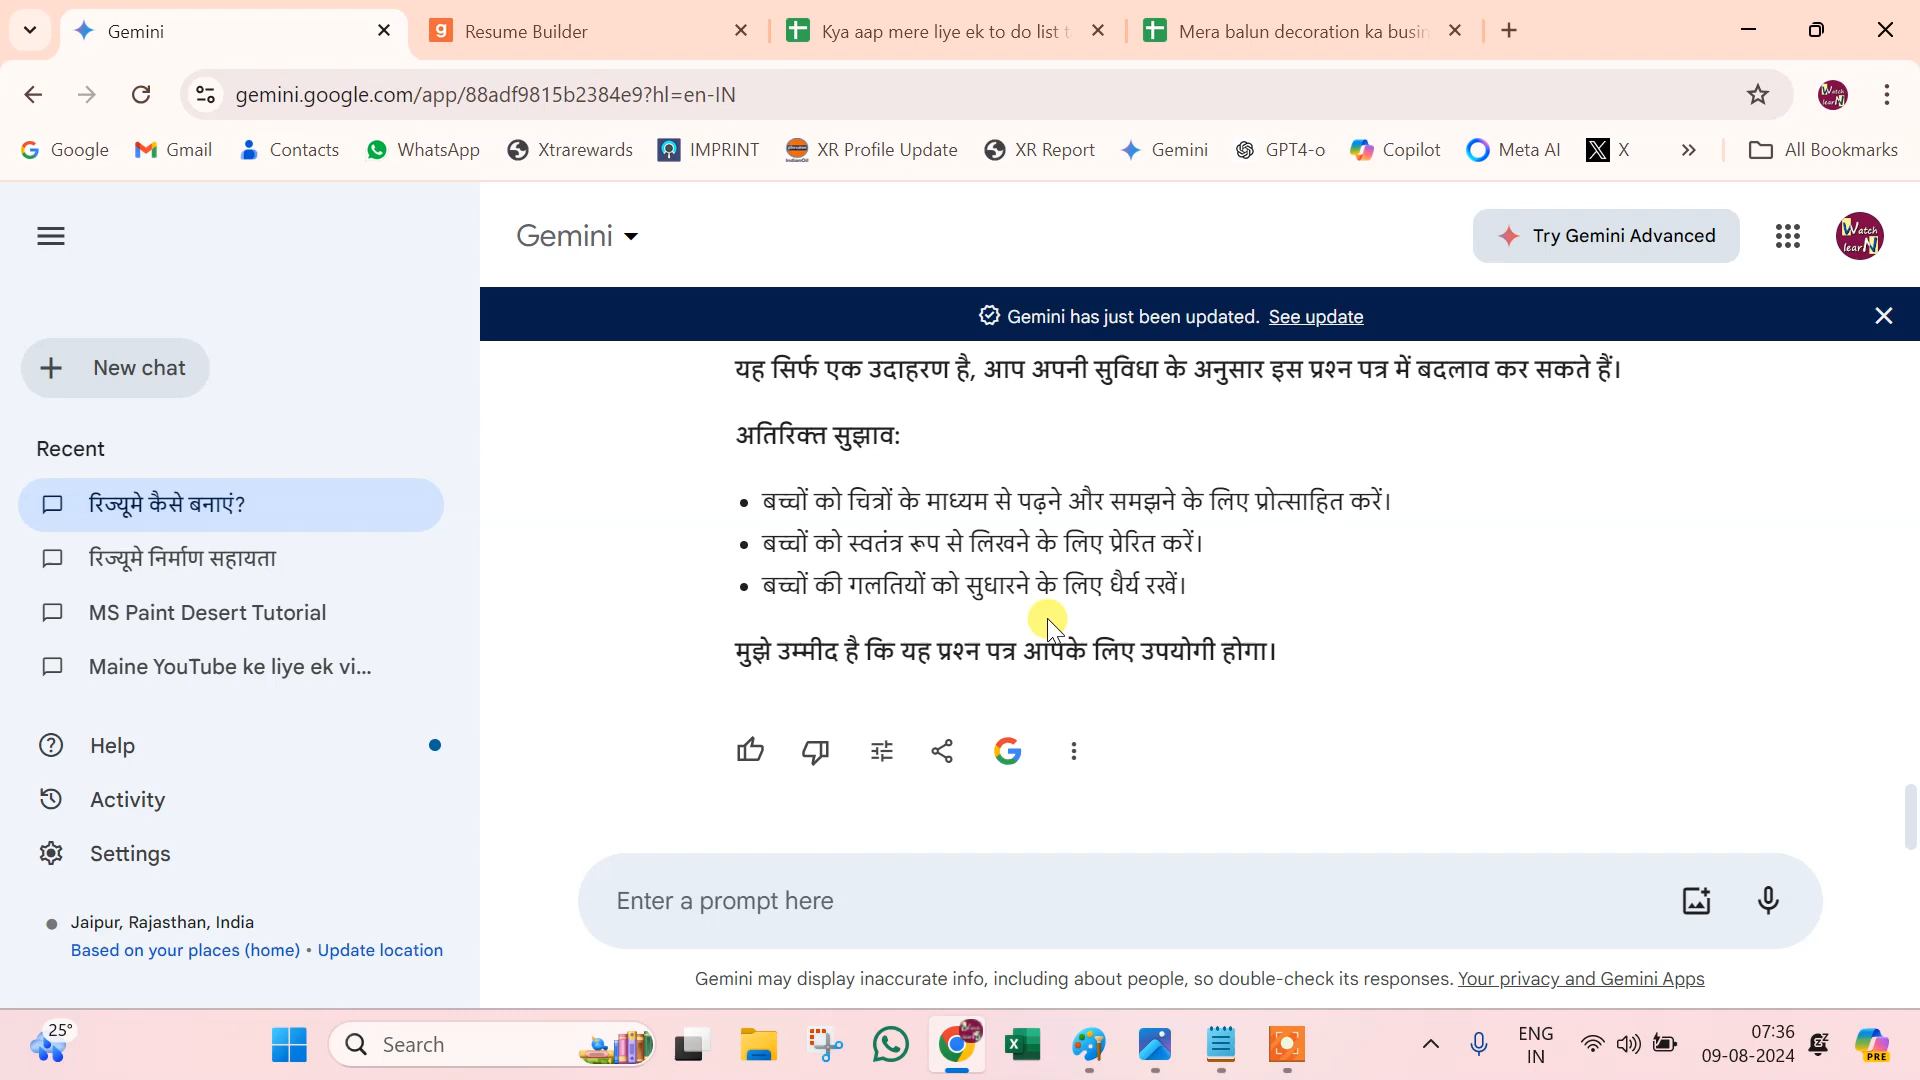 Gemini
Resume Builder
Kya aap mere liye ek to do list t
Mera balun decoration ka busin
gemini.google.com/app/88adf9815b2384e9?hl=en-IN
Google
Gmail
Contacts
WhatsApp
Xtrarewards
IMPRINT
XR Profile Update
XR Report
Gemini
GPT4-o
Copilot
Meta AI
X
All Bookmarks
Gemini
Try Gemini Advanced
Watch
learN
Gemini has just been updated. See update
New chat
Recent
रिज्यूमे कैसे बनाएं?
रिज्यूमे निर्माण सहायता
MS Paint Desert Tutorial
Maine YouTube ke liye ek vi...
Help
Activity
Settings
Jaipur, Rajasthan, India
Based on your places (home) • Update location
यह सिर्फ एक उदाहरण है, आप अपनी सुविधा के अनुसार इस प्रश्न पत्र में बदलाव कर सकते हैं।
अतिरिक्त सुझाव:
• बच्चों को चित्रों के माध्यम से पढ़ने और समझने के लिए प्रोत्साहित करें।
• बच्चों को स्वतंत्र रूप से लिखने के लिए प्रेरित करें।
• बच्चों की गलतियों को सुधारने के लिए धैर्य रखें।
मुझे उम्मीद है कि यह प्रश्न पत्र आपके लिए उपयोगी होगा।
Enter a prompt here
Gemini may display inaccurate info, including about people, so double-check its responses. Your privacy and Gemini Apps
25°
Search
ENG
IN
07:36
09-08-2024
PRE